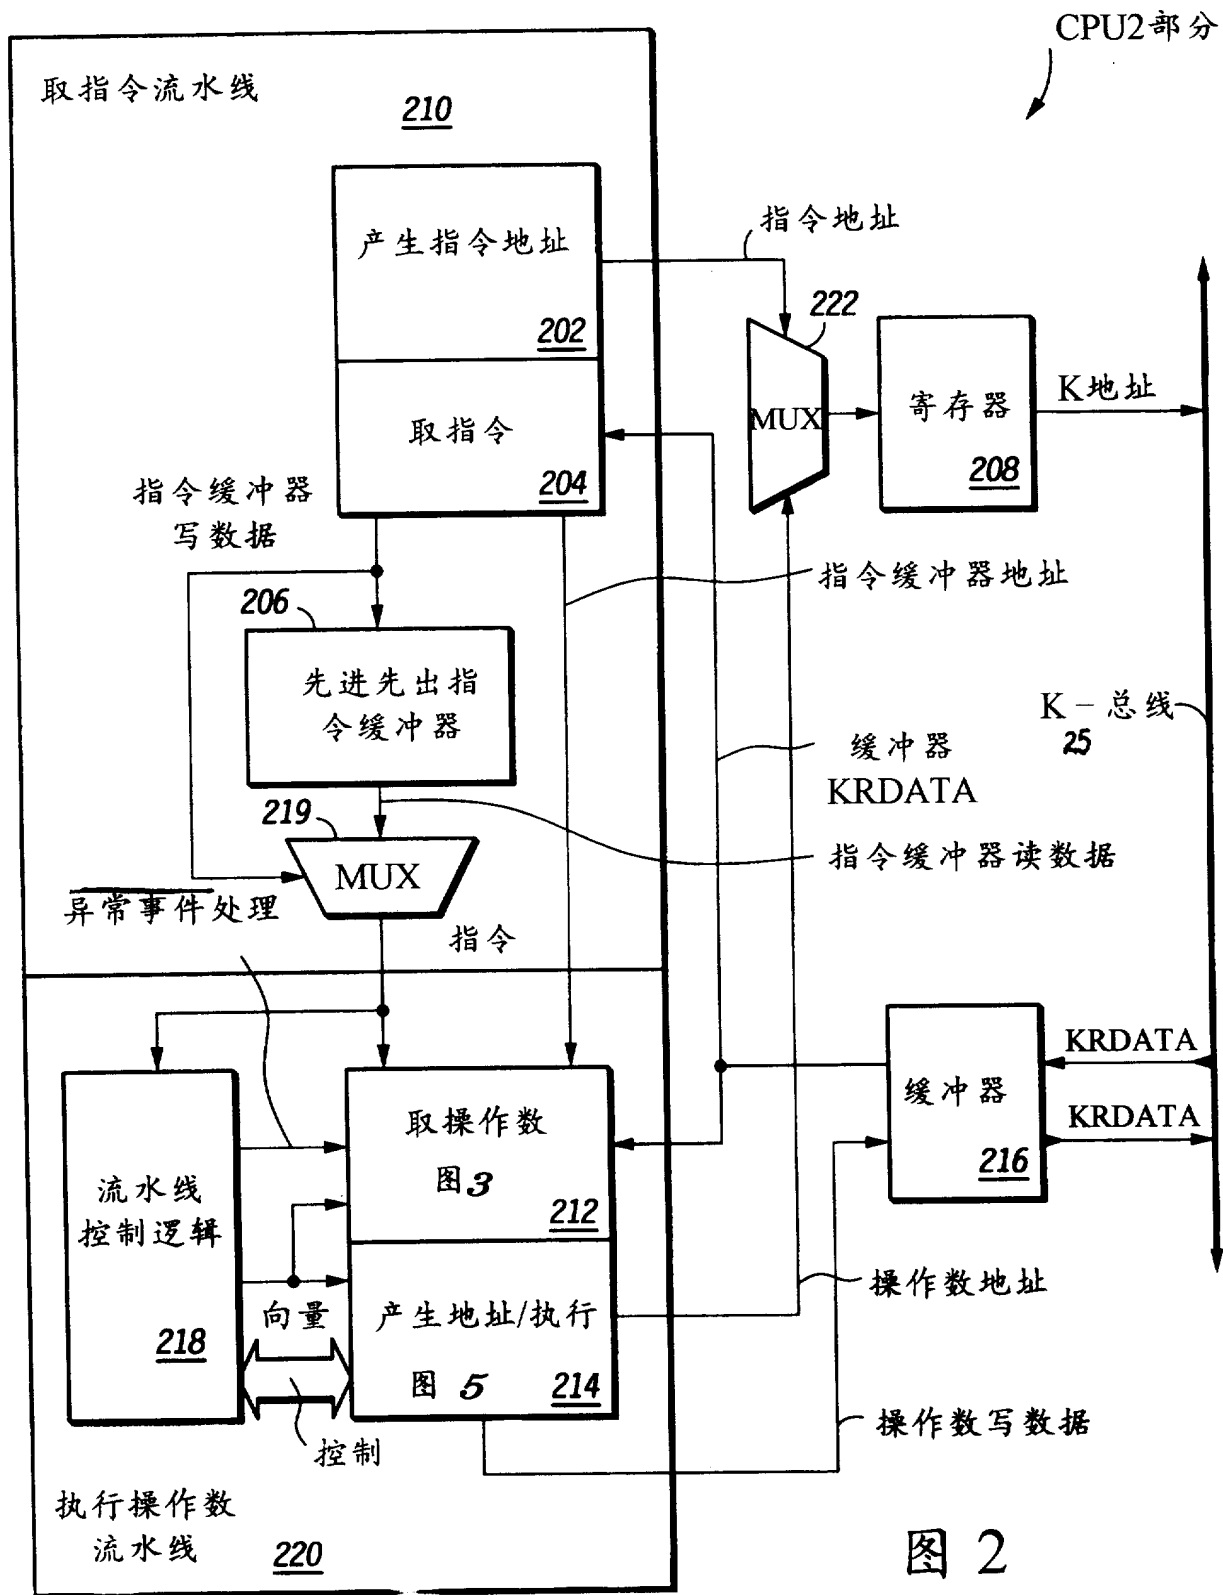 CPU2部分
取指令流水线
210
产生指令地址
202
指令地址
222
MUX
寄存器
208
K地址
取指令
204
指令缓冲器
写数据
指令缓冲器地址
206
先进先出指
令缓冲器
K-总线
25
缓冲器
KRDATA
219
MUX
指令缓冲器读数据
异常事件处理
指令
KRDATA
缓冲器
KRDATA
216
取操作数
图3
212
流水线
控制逻辑
218
向量
产生地址/执行
图 5
214
操作数地址
控制
操作数写数据
执行操作数
流水线
220
图 2